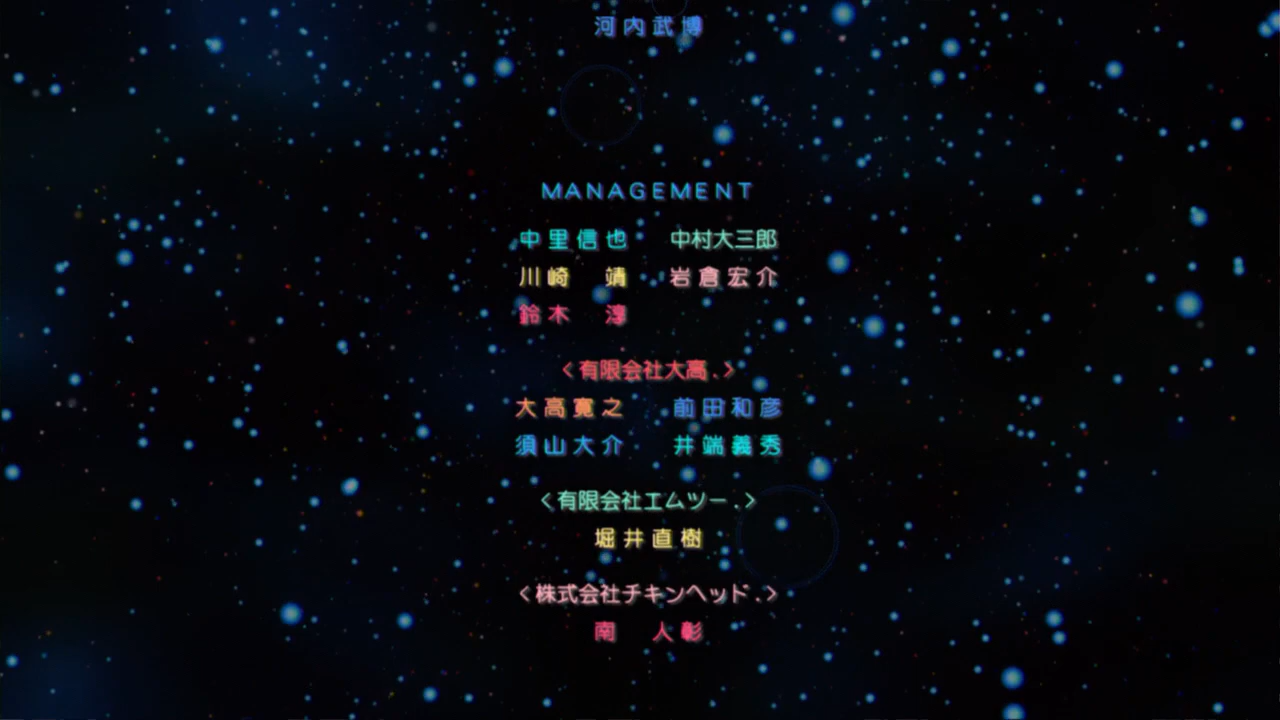 河内武博
MANAGEMENT
中里信也 中村大三郎
川崎 靖 岩倉宏介
鈴木 淳
<有限会社大高.>
大高寛之 前田和彦
須山大介 井端義秀
<有限会社エムツー.>
堀井直樹
<株式会社チキンヘッド.>
南 人彰